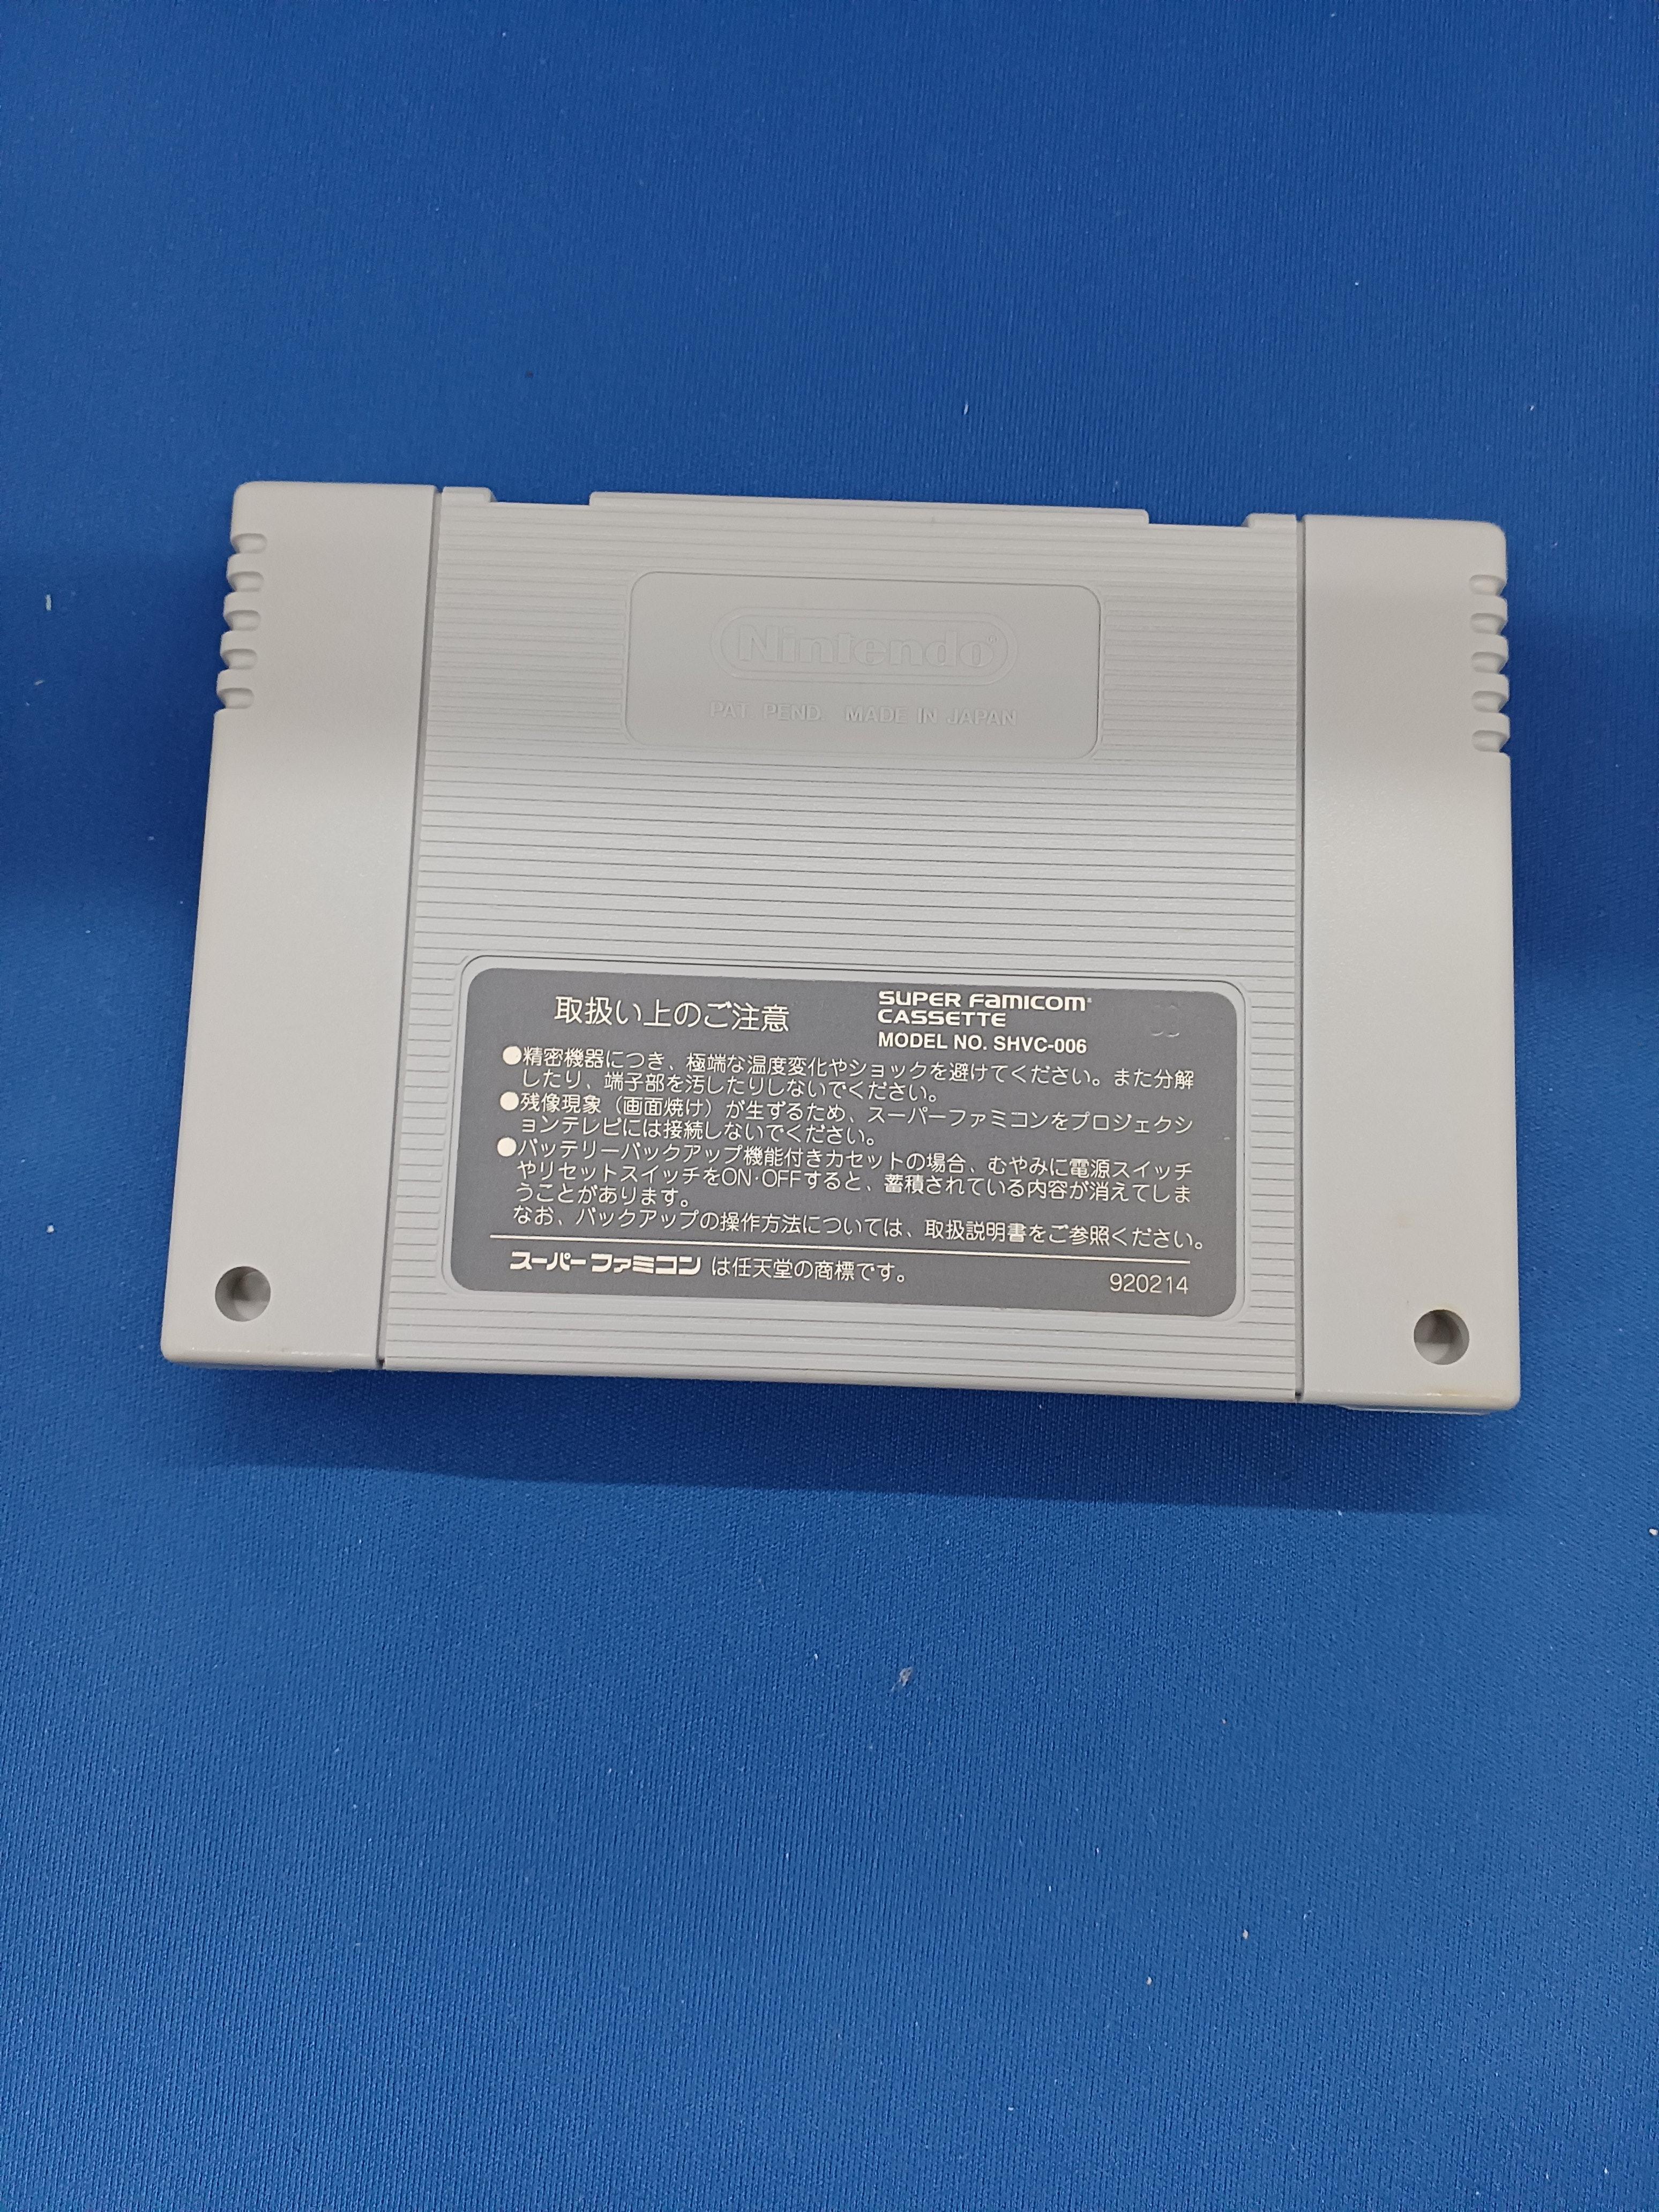 Nintendo®
PAT. PEND. MADE IN JAPAN
取扱い上のご注意
SUPER FAMICOM®
CASSETTE
MODEL NO. SHVC-006
●精密機器につき、極端な温度変化やショックを避けてください。また分解
したり、端子部を汚したりしないでください。
●残像現象（画面焼け）が生ずるため、スーパーファミコンをプロジェクシ
ョンテレビには接続しないでください。
●バッテリーバックアップ機能付きカセットの場合、むやみに電源スイッチ
やリセットスイッチをON・OFFすると、蓄積されている内容が消えてしま
うことがあります。
なお、バックアップの操作方法については、取扱説明書をご参照ください。
スーパーファミコン は任天堂の商標です。
920214